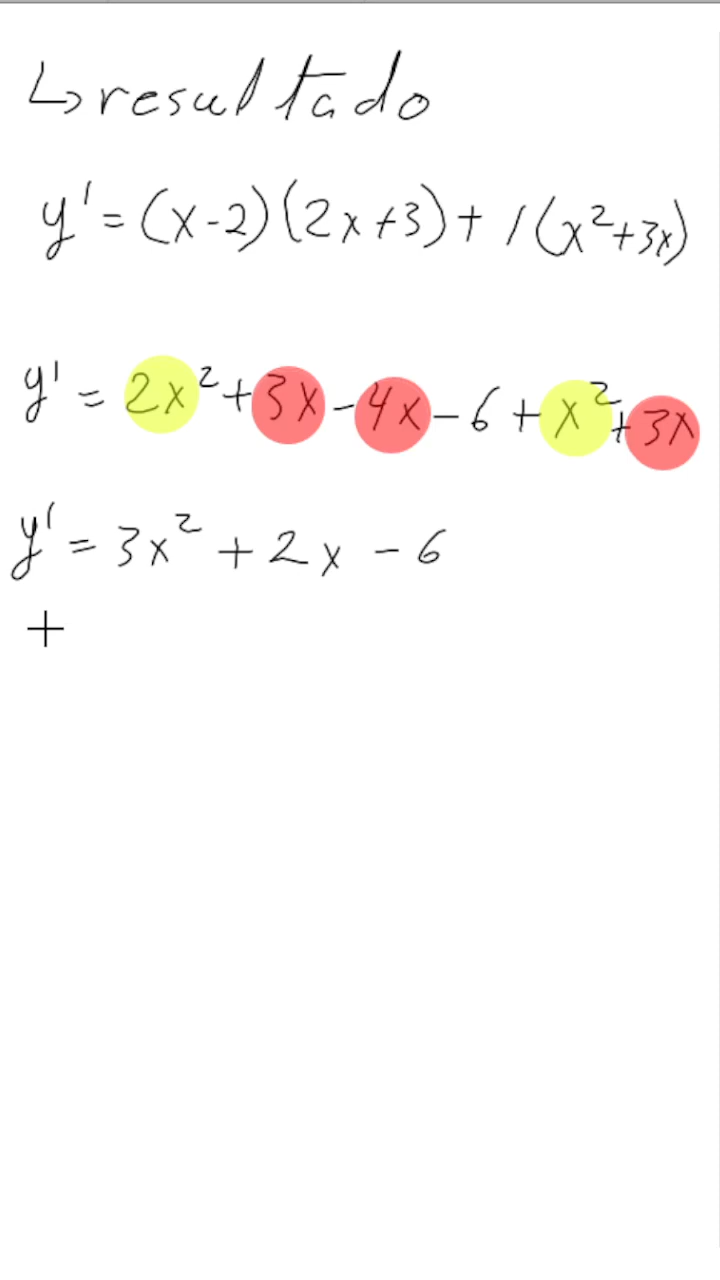 ↳ resultado
y' = (x-2)(2x+3) + 1(x²+3x)
y' = 2x² + 3x - 4x - 6 + x² + 3x
y' = 3x² + 2x - 6
+